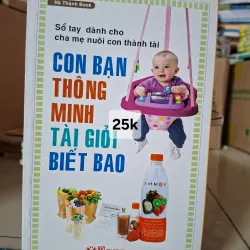 Hà Thành Book
Sổ tay dành cho
cha mẹ nuôi con thành tài
CON BẠN
THÔNG
MINH
TÀI GIỎI
BIẾT BAO
25k